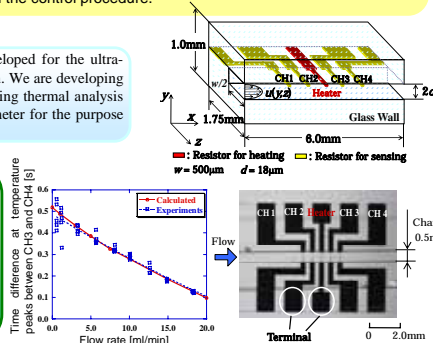 the control procedure.
eloped for the ultra-
. We are developing
ing thermal analysis
eter for the purpose
1.0mm
w/2
CH1 CH2 CH3 CH4
u(y,z)
Heater
y
x
z
1.75mm
Glass Wall
6.0mm
: Resistor for heating : Resistor for sensing
w = 500μm d = 18μm
Time difference at temperature
peaks between CH3 and CH4 [s]
0.6
0.5
0.4
0.3
0.2
0.1
0.0
Calculated
Experiments
0.0 5.0 10.0 15.0 20.0
Flow rate [ml/min]
Flow
CH 1 CH 2 Heater CH 3 CH 4
Chan
0.5m
Terminal
0 2.0mm